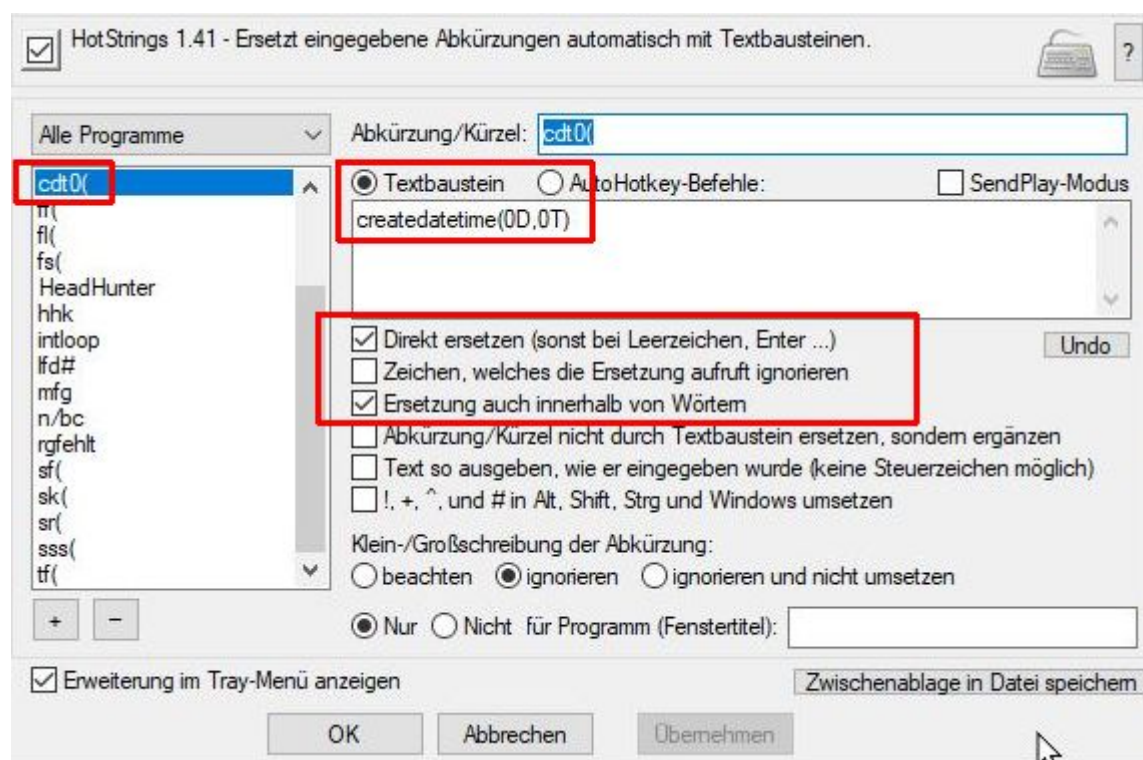 HotStrings 1.41 - Ersetzt eingegebene Abkürzungen automatisch mit Textbausteinen.
?
Alle Programme
Abkürzung/Kürzel: cdt0(
cdt0(
ff(
fl(
fs(
HeadHunter
hhk
intloop
lfd#
mfg
n/bc
rgfehlt
sf(
sk(
sr(
sss(
tf(
+ −
Textbaustein AutoHotkey-Befehle: SendPlay-Modus
createdatetime(0D,0T)
Direkt ersetzen (sonst bei Leerzeichen, Enter ...) Undo
Zeichen, welches die Ersetzung aufruft ignorieren
Ersetzung auch innerhalb von Wörtern
Abkürzung/Kürzel nicht durch Textbaustein ersetzen, sondern ergänzen
Text so ausgeben, wie er eingegeben wurde (keine Steuerzeichen möglich)
!, +, ^, und # in Alt, Shift, Strg und Windows umsetzen
Klein-/Großschreibung der Abkürzung:
beachten ignorieren ignorieren und nicht umsetzen
Nur Nicht für Programm (Fenstertitel):
Erweiterung im Tray-Menü anzeigen
Zwischenablage in Datei speichern
OK Abbrechen Übernehmen